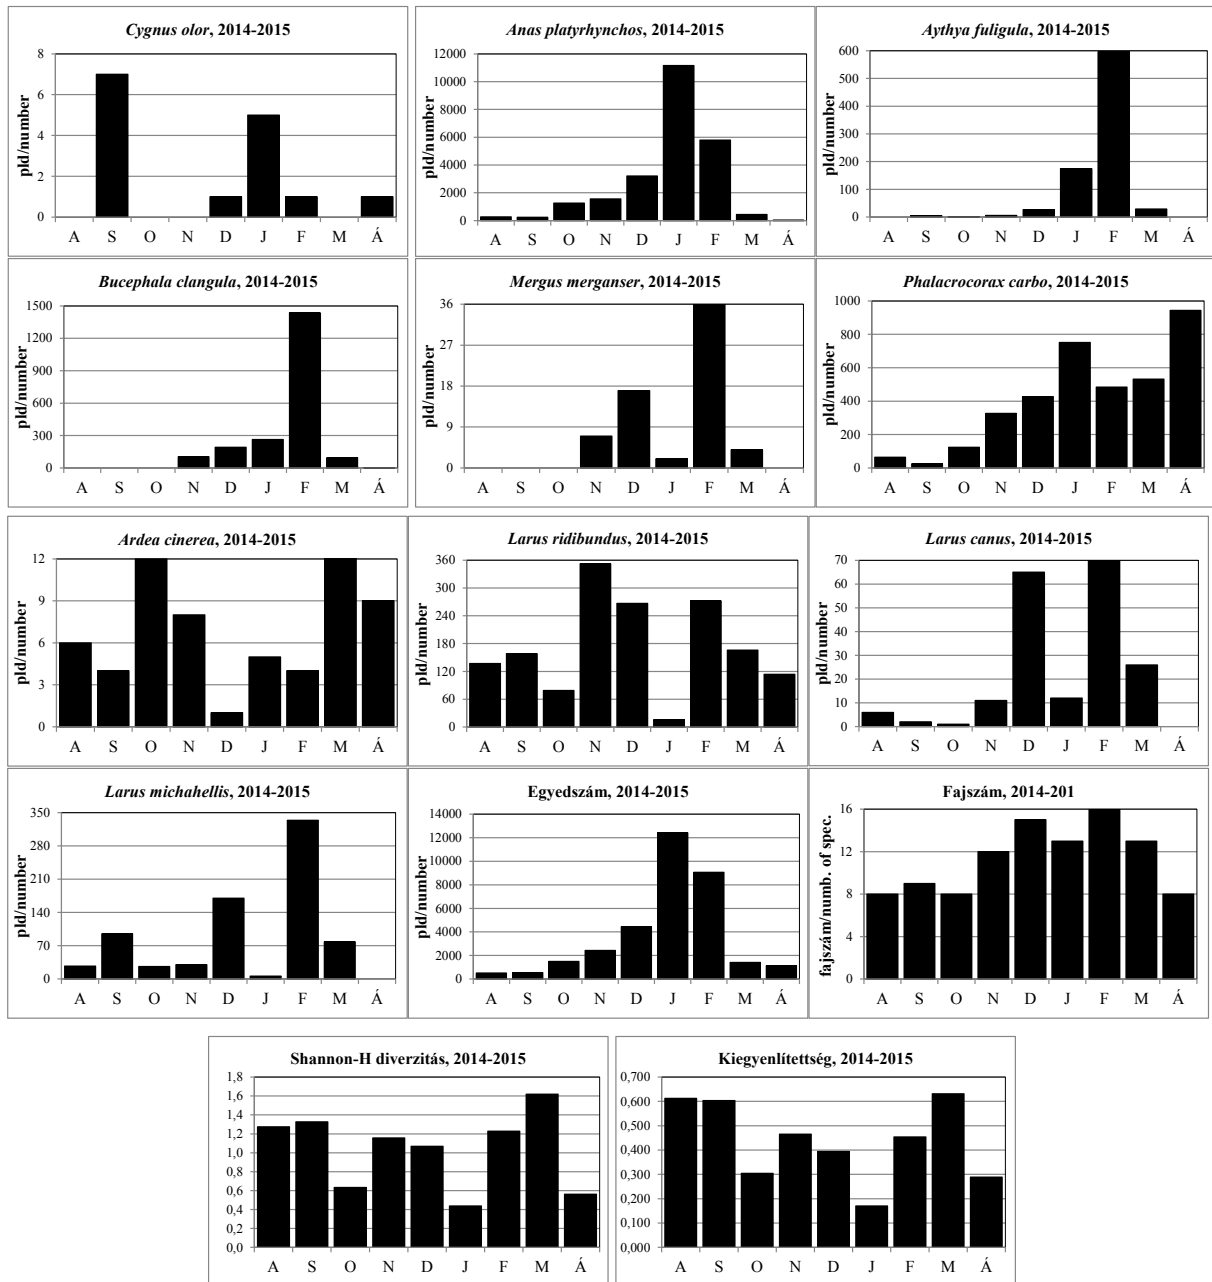 Cygnus olor, 2014-2015
pld/number
8
6
4
2
0
A S O N D J F M Á
Anas platyrhynchos, 2014-2015
pld/number
12000
10000
8000
6000
4000
2000
0
A S O N D J F M Á
Aythya fuligula, 2014-2015
pld/number
600
500
400
300
200
100
0
A S O N D J F M Á
Bucephala clangula, 2014-2015
pld/number
1500
1200
900
600
300
0
A S O N D J F M Á
Mergus merganser, 2014-2015
pld/number
36
27
18
9
0
A S O N D J F M Á
Phalacrocorax carbo, 2014-2015
pld/number
1000
800
600
400
200
0
A S O N D J F M Á
Ardea cinerea, 2014-2015
pld/number
12
9
6
3
0
A S O N D J F M Á
Larus ridibundus, 2014-2015
pld/number
360
300
240
180
120
60
0
A S O N D J F M Á
Larus canus, 2014-2015
pld/number
70
60
50
40
30
20
10
0
A S O N D J F M Á
Larus michahellis, 2014-2015
pld/number
350
280
210
140
70
0
A S O N D J F M Á
Egyedszám, 2014-2015
pld/number
14000
12000
10000
8000
6000
4000
2000
0
A S O N D J F M Á
Fajszám, 2014-201
fajszám/numb. of spec.
16
12
8
4
0
A S O N D J F M Á
Shannon-H diverzitás, 2014-2015
1,8
1,6
1,4
1,2
1,0
0,8
0,6
0,4
0,2
0,0
A S O N D J F M Á
Kiegyenlítettség, 2014-2015
0,700
0,600
0,500
0,400
0,300
0,200
0,100
0,000
A S O N D J F M Á